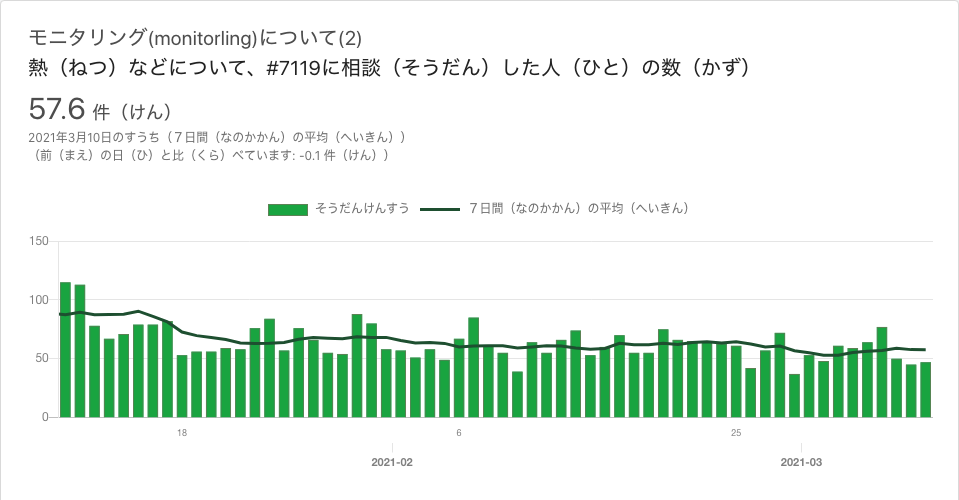 モニタリング(monitorling)について(2)
熱（ねつ）などについて、#7119に相談（そうだん）した人（ひと）の数（かず）
57.6 件（けん）
2021年3月10日のすうち（７日間（なのかかん）の平均（へいきん））
（前（まえ）の日（ひ）と比（くら）べています: -0.1 件（けん））
そうだんけんすう ７日間（なのかかん）の平均（へいきん）
150
100
50
0
18 6 25
2021-02 2021-03